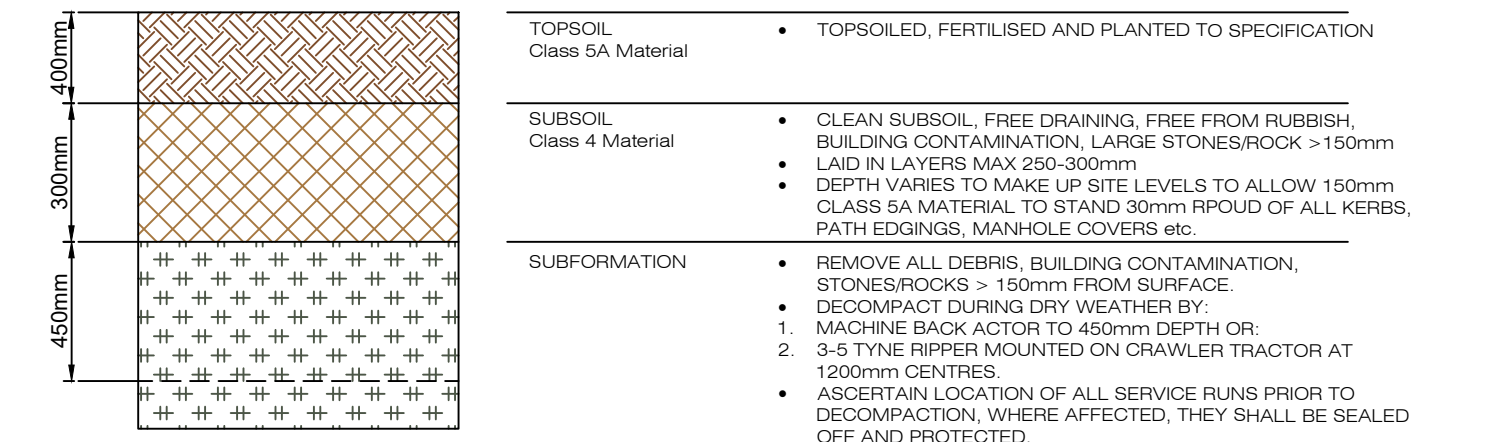 400mm
TOPSOIL
Class 5A Material
• TOPSOILED, FERTILISED AND PLANTED TO SPECIFICATION
300mm
SUBSOIL
Class 4 Material
• CLEAN SUBSOIL, FREE DRAINING, FREE FROM RUBBISH,
BUILDING CONTAMINATION, LARGE STONES/ROCK >150mm
• LAID IN LAYERS MAX 250-300mm
• DEPTH VARIES TO MAKE UP SITE LEVELS TO ALLOW 150mm
CLASS 5A MATERIAL TO STAND 30mm RPOUD OF ALL KERBS,
PATH EDGINGS, MANHOLE COVERS etc.
450mm
SUBFORMATION
• REMOVE ALL DEBRIS, BUILDING CONTAMINATION,
STONES/ROCKS > 150mm FROM SURFACE.
• DECOMPACT DURING DRY WEATHER BY:
1. MACHINE BACK ACTOR TO 450mm DEPTH OR:
2. 3-5 TYNE RIPPER MOUNTED ON CRAWLER TRACTOR AT
1200mm CENTRES.
• ASCERTAIN LOCATION OF ALL SERVICE RUNS PRIOR TO
DECOMPACTION, WHERE AFFECTED, THEY SHALL BE SEALED
OFF AND PROTECTED.